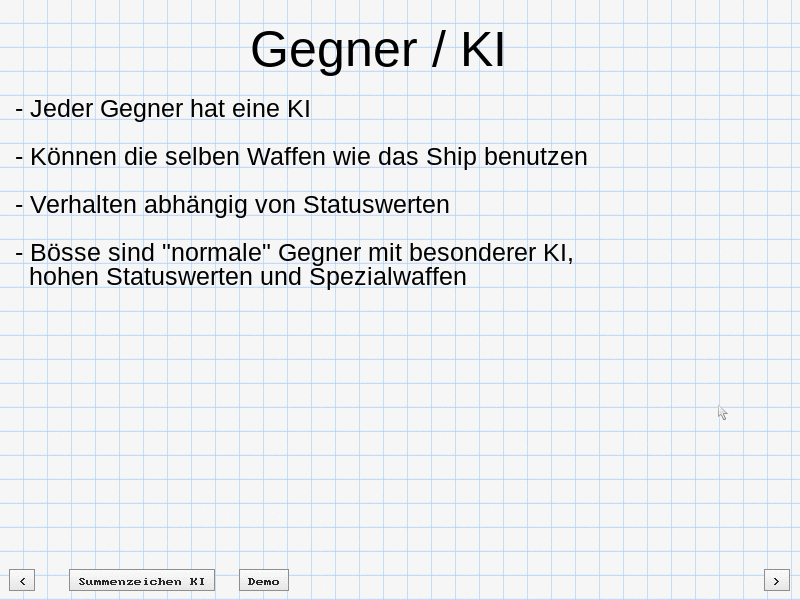 Gegner / KI
- Jeder Gegner hat eine KI
- Können die selben Waffen wie das Ship benutzen
- Verhalten abhängig von Statuswerten
- Bösse sind "normale" Gegner mit besonderer KI,
hohen Statuswerten und Spezialwaffen
< Summenzeichen KI Demo >